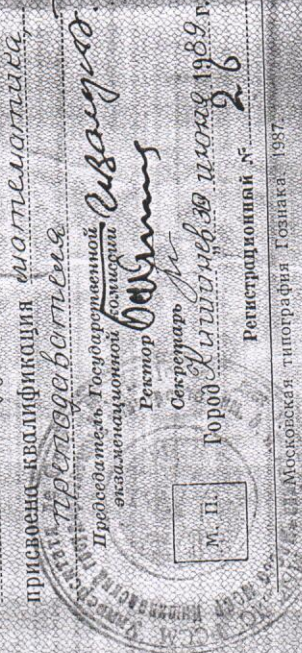 присвоена квалификация математика,
преподавателя
Председатель Государственной
экзаменационной комиссии
Ректор
Секретарь
М. П. Город Кишинев 30 июня 1989 г.
Регистрационный № 26
Московская типография Гознака. 1987.